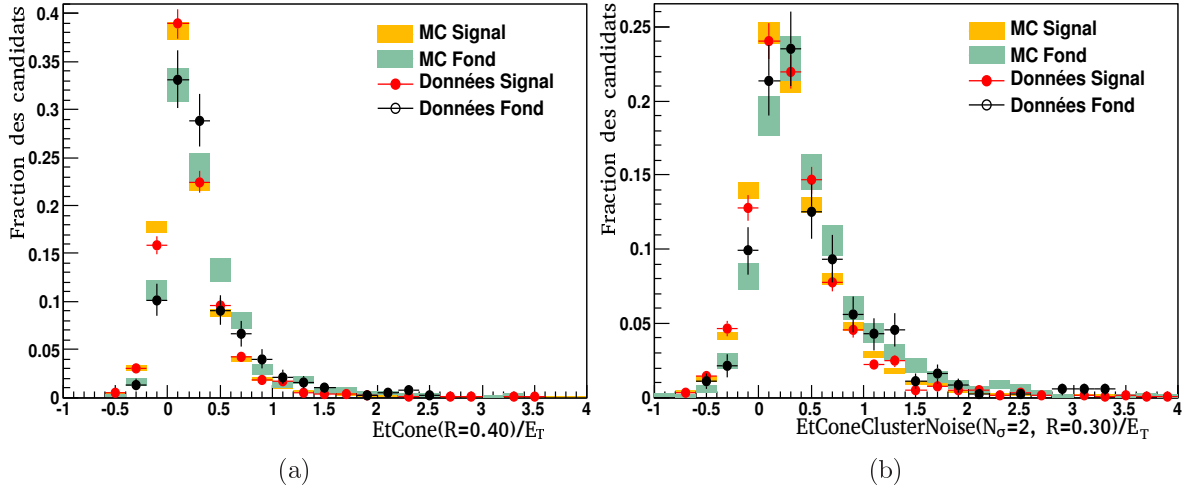 Fraction des candidats
0.4
0.35
0.3
0.25
0.2
0.15
0.1
0.05
0
-1 -0.5 0 0.5 1 1.5 2 2.5 3 3.5 4
MC Signal
MC Fond
Données Signal
Données Fond
EtCone(R=0.40)/E_T
(a)
Fraction des candidats
0.25
0.2
0.15
0.1
0.05
0
-1 -0.5 0 0.5 1 1.5 2 2.5 3 3.5 4
MC Signal
MC Fond
Données Signal
Données Fond
EtConeClusterNoise(N_σ=2, R=0.30)/E_T
(b)